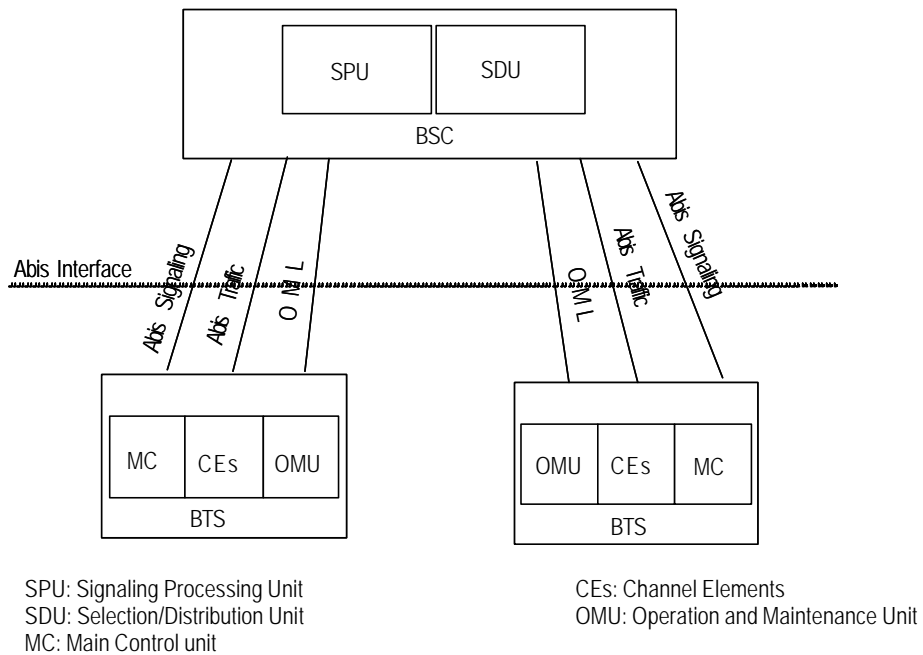 SPU
SDU
BSC
Abis Signaling
Abis Traffic
O M L
O M L
Abis Traffic
Abis Signaling
Abis Interface
MC
CEs
OMU
BTS
OMU
CEs
MC
BTS
SPU: Signaling Processing Unit
SDU: Selection/Distribution Unit
MC: Main Control unit
CEs: Channel Elements
OMU: Operation and Maintenance Unit